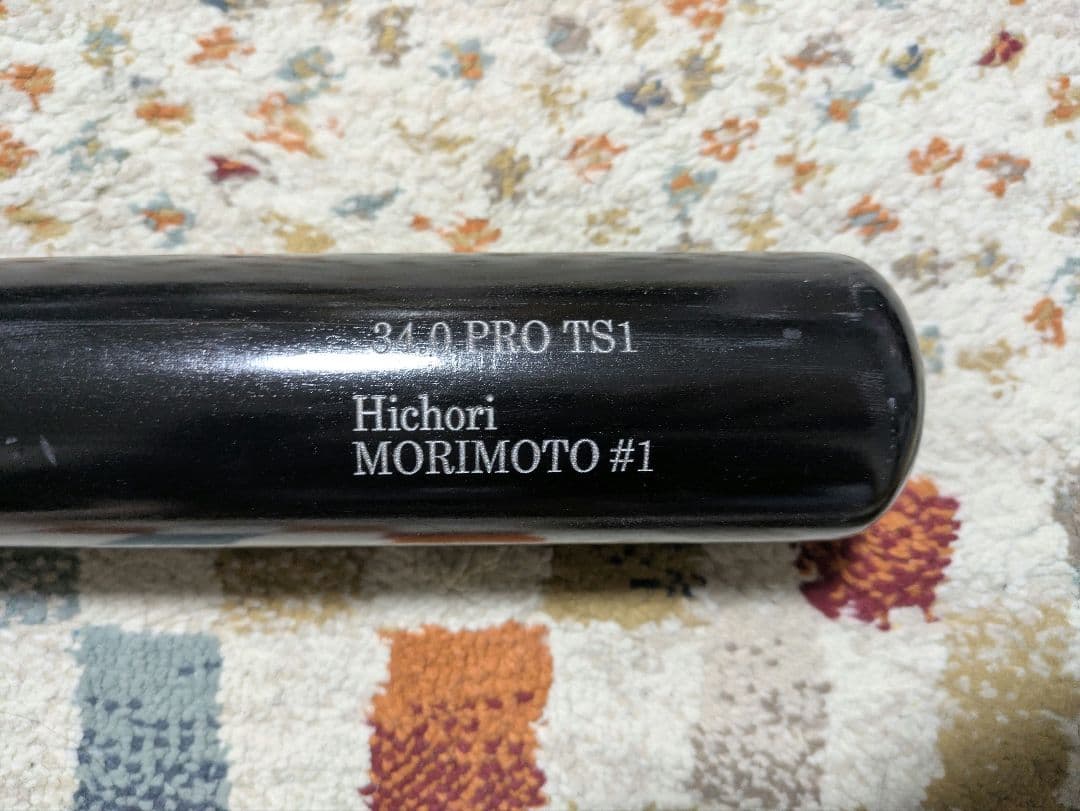 34.0 PRO TS1
Hichori
MORIMOTO #1